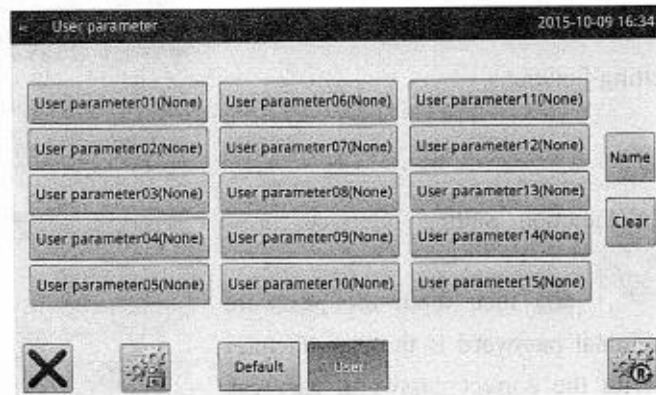 User parameter 2015-10-09 16:34
User parameter01(None) User parameter06(None) User parameter11(None)
User parameter02(None) User parameter07(None) User parameter12(None)
Name
User parameter03(None) User parameter08(None) User parameter13(None)
Clear
User parameter04(None) User parameter09(None) User parameter14(None)
User parameter05(None) User parameter10(None) User parameter15(None)
Default User
R